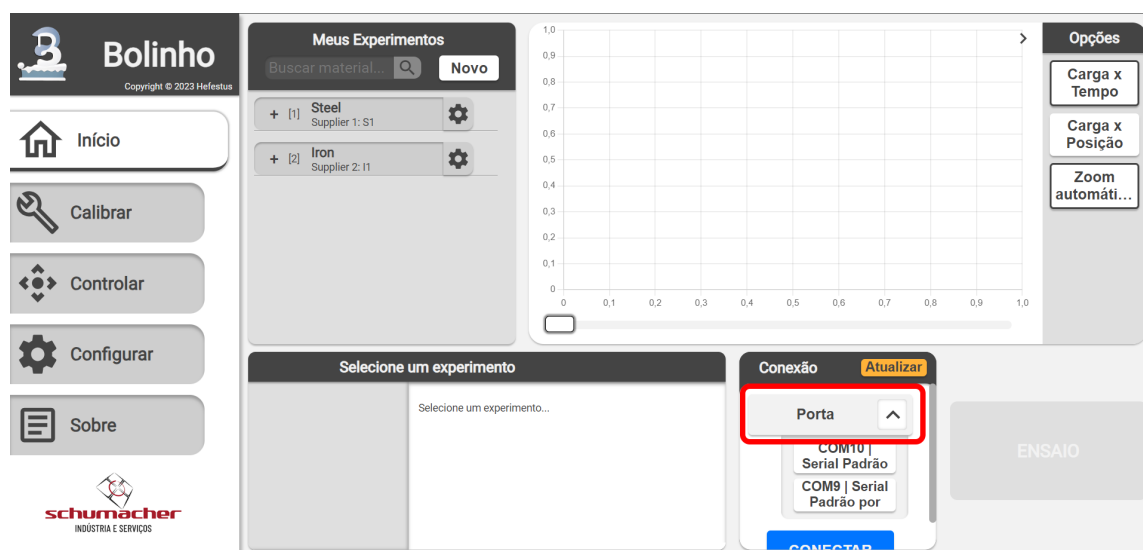 Bolinho
Copyright © 2023 Hefestus
Início
Calibrar
Controlar
Configurar
Sobre
schumacher
INDÚSTRIA E SERVIÇOS
Meus Experimentos
Buscar material...
Novo
+ [1] Steel
Supplier 1: S1
+ [2] Iron
Supplier 2: I1
1,0
0,9
0,8
0,7
0,6
0,5
0,4
0,3
0,2
0,1
0
0 0,1 0,2 0,3 0,4 0,5 0,6 0,7 0,8 0,9 1,0
Opções
Carga x
Tempo
Carga x
Posição
Zoom
automáti...
Selecione um experimento
Selecione um experimento...
Conexão
Atualizar
Porta
COM10 |
Serial Padrão
COM9 | Serial
Padrão por
CONECTAR
ENSAIO